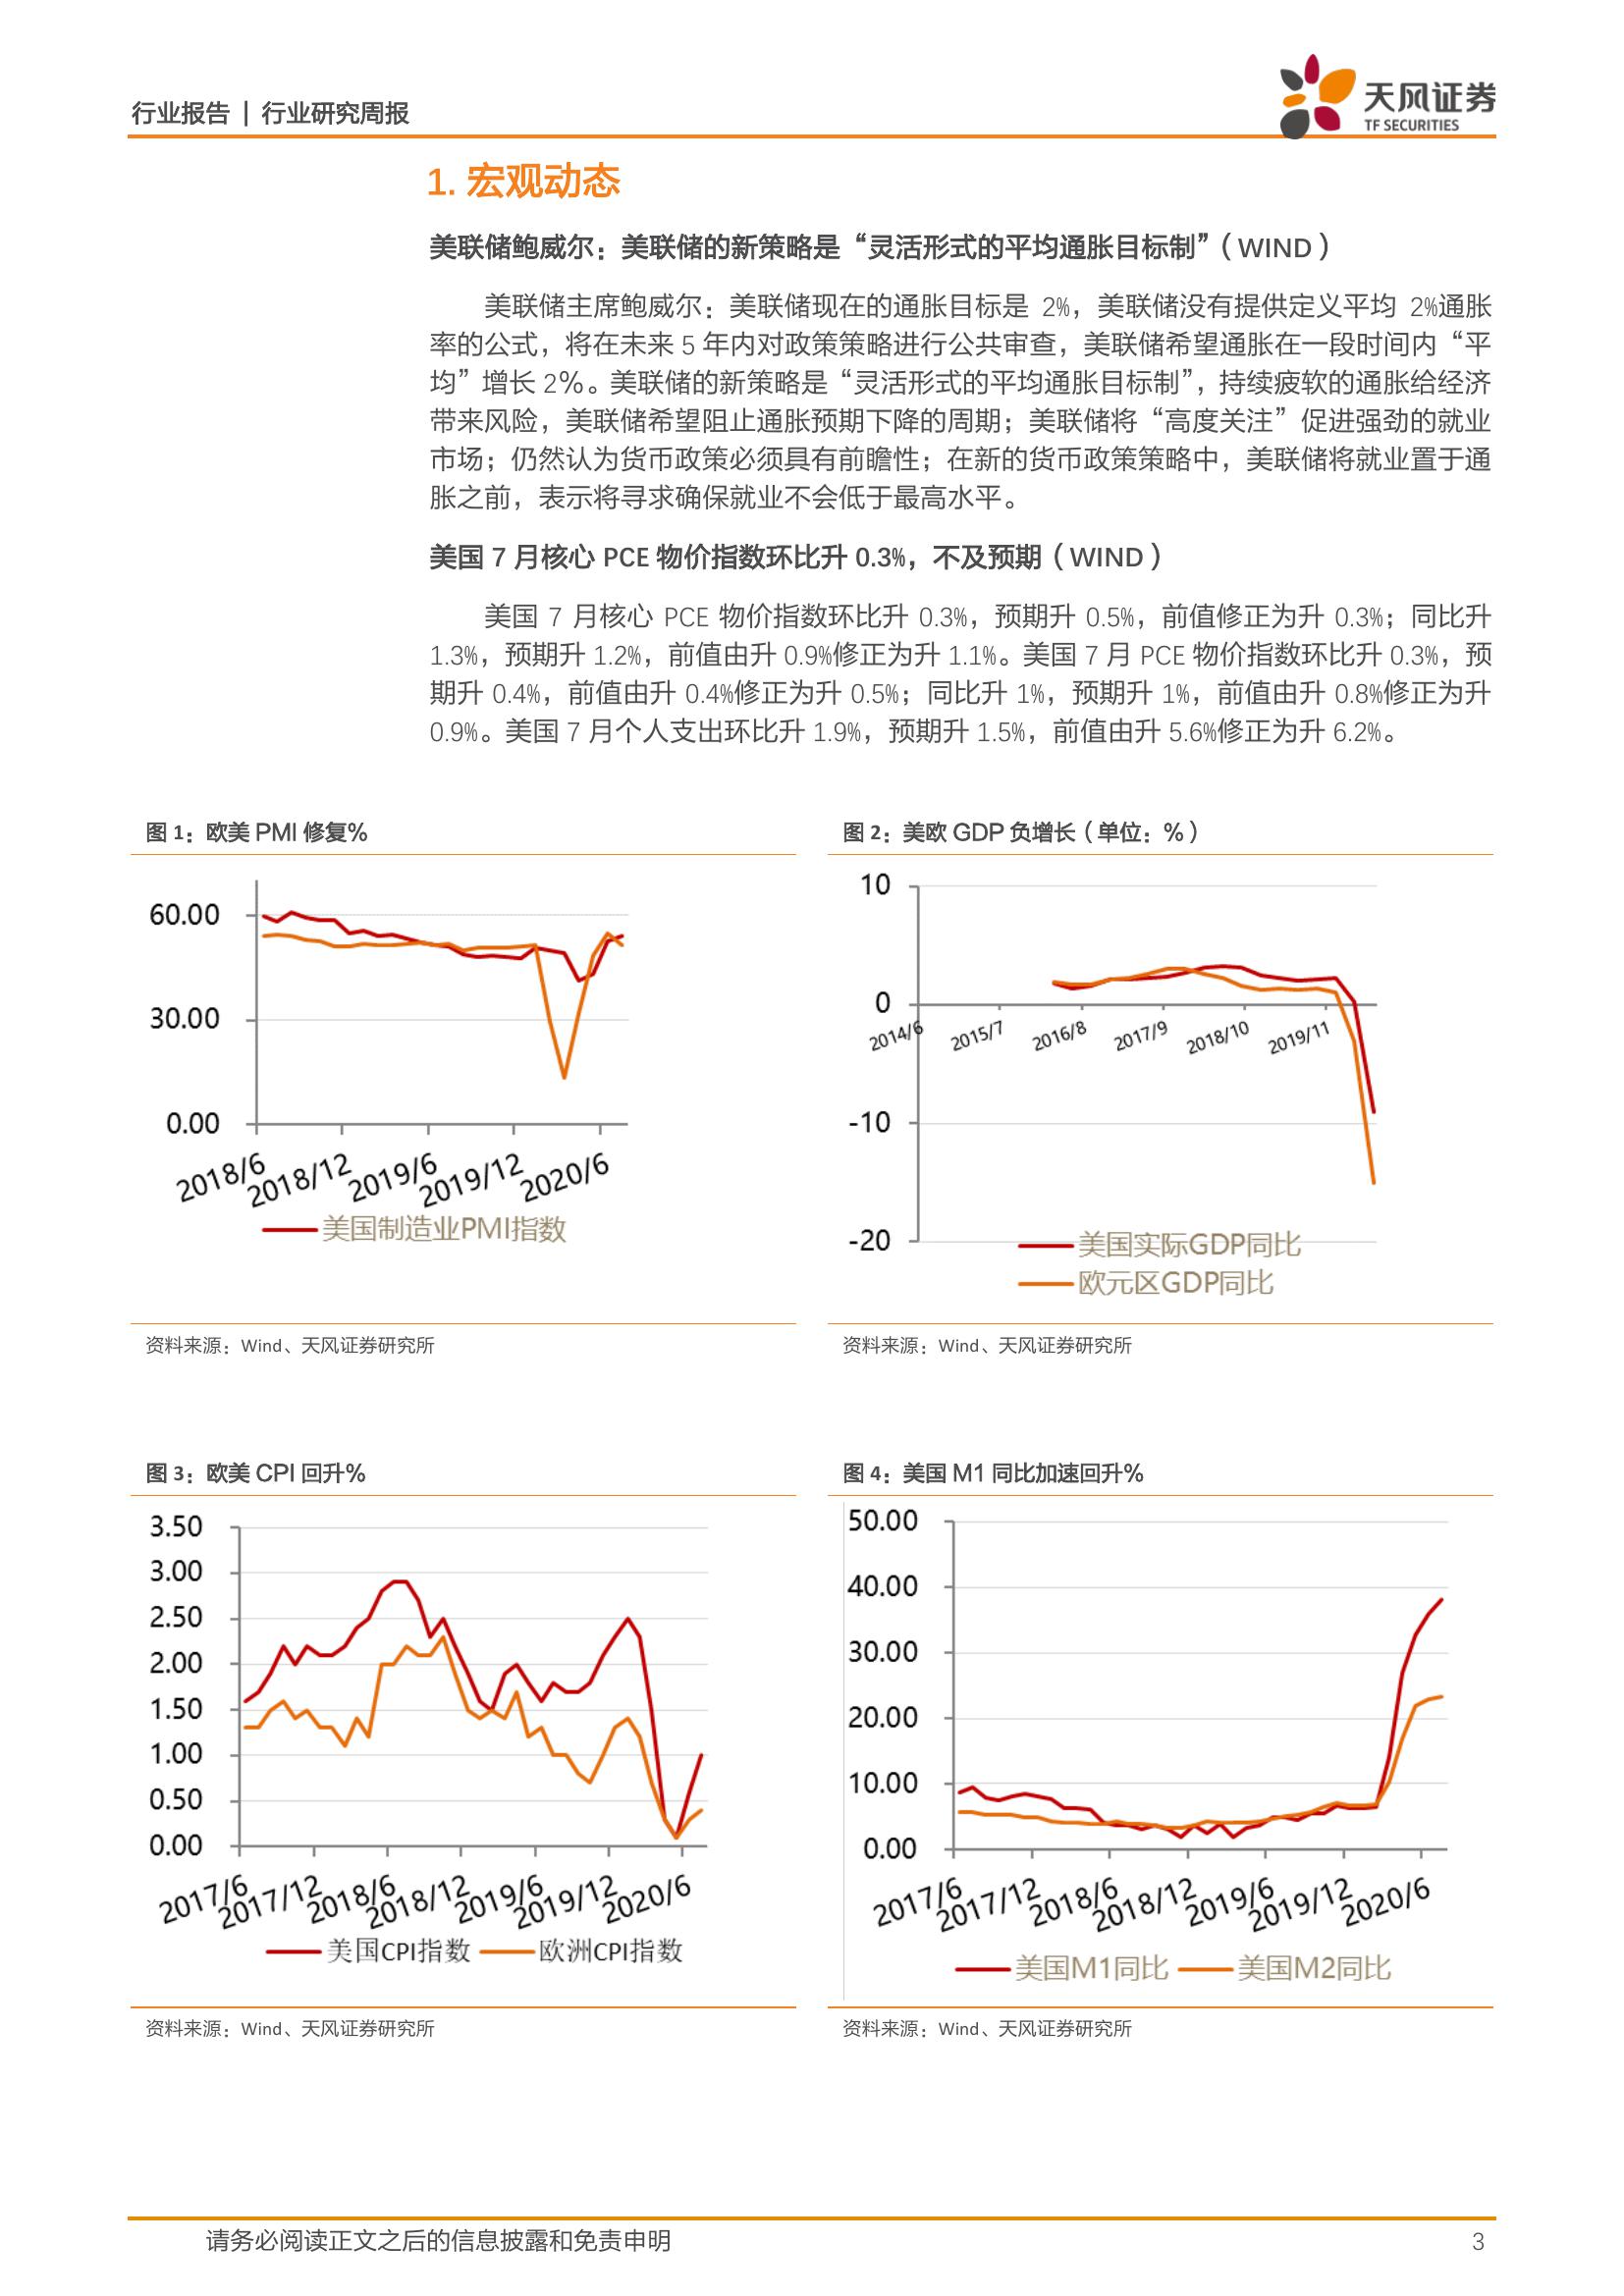 行业报告 | 行业研究周报
天风证券
TF SECURITIES
1. 宏观动态
美联储鲍威尔：美联储的新策略是“灵活形式的平均通胀目标制”（WIND）
美联储主席鲍威尔：美联储现在的通胀目标是 2%，美联储没有提供定义平均 2%通胀
率的公式，将在未来 5 年内对政策策略进行公共审查，美联储希望通胀在一段时间内“平
均”增长 2%。美联储的新策略是“灵活形式的平均通胀目标制”，持续疲软的通胀给经济
带来风险，美联储希望阻止通胀预期下降的周期；美联储将“高度关注”促进强劲的就业
市场；仍然认为货币政策必须具有前瞻性；在新的货币政策策略中，美联储将就业置于通
胀之前，表示将寻求确保就业不会低于最高水平。
美国 7 月核心 PCE 物价指数环比升 0.3%，不及预期（WIND）
美国 7 月核心 PCE 物价指数环比升 0.3%，预期升 0.5%，前值修正为升 0.3%；同比升
1.3%，预期升 1.2%，前值由升 0.9%修正为升 1.1%。美国 7 月 PCE 物价指数环比升 0.3%，预
期升 0.4%，前值由升 0.4%修正为升 0.5%；同比升 1%，预期升 1%，前值由升 0.8%修正为升
0.9%。美国 7 月个人支出环比升 1.9%，预期升 1.5%，前值由升 5.6%修正为升 6.2%。
图 1：欧美 PMI 修复%
60.00
30.00
0.00
2018/6
2018/12
2019/6
2019/12
2020/6
美国制造业PMI指数
资料来源：Wind、天风证券研究所
图 2：美欧 GDP 负增长（单位：%）
10
0
-10
-20
2014/6
2015/7
2016/8
2017/9
2018/10
2019/11
美国实际GDP同比
欧元区GDP同比
资料来源：Wind、天风证券研究所
图 3：欧美 CPI 回升%
3.50
3.00
2.50
2.00
1.50
1.00
0.50
0.00
2017/6
2017/12
2018/6
2018/12
2019/6
2019/12
2020/6
美国CPI指数
欧洲CPI指数
资料来源：Wind、天风证券研究所
图 4：美国 M1 同比加速回升%
50.00
40.00
30.00
20.00
10.00
0.00
2017/6
2017/12
2018/6
2018/12
2019/6
2019/12
2020/6
美国M1同比
美国M2同比
资料来源：Wind、天风证券研究所
请务必阅读正文之后的信息披露和免责申明
3